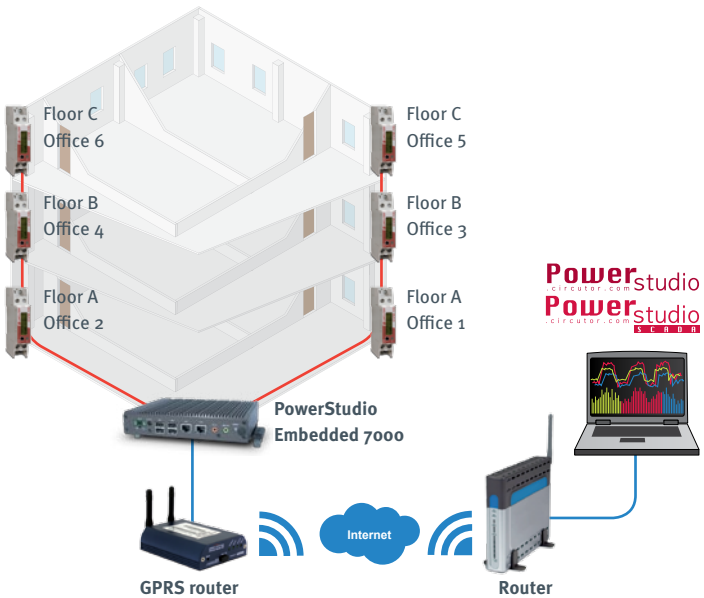 Floor C
Office 6
Floor C
Office 5
Floor B
Office 4
Floor B
Office 3
Floor A
Office 2
Floor A
Office 1
Powerstudio
.circutor.com
Powerstudio
.circutor.com
SCADA
PowerStudio
Embedded 7000
Internet
GPRS router
Router